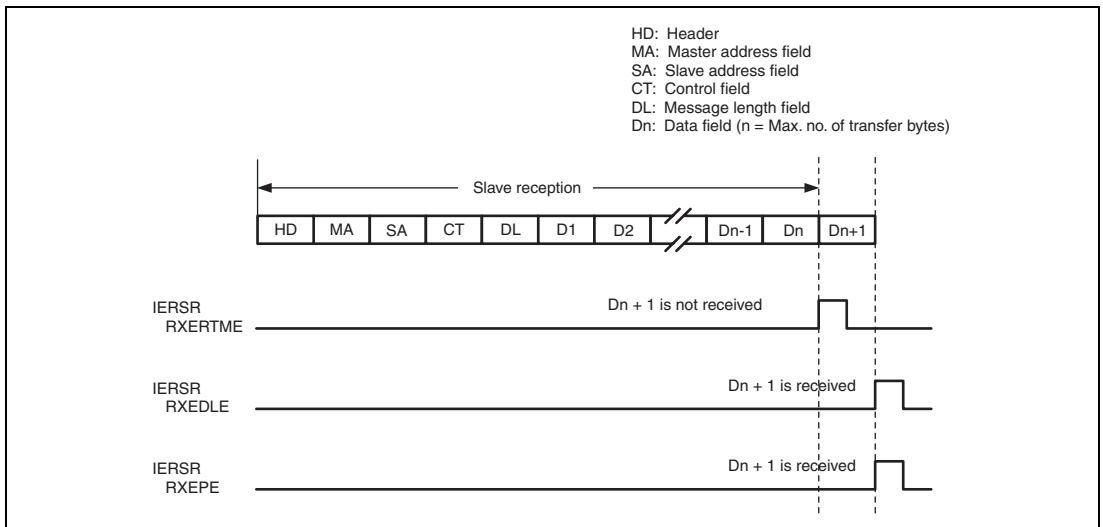 HD: Header
MA: Master address field
SA: Slave address field
CT: Control field
DL: Message length field
Dn: Data field (n = Max. no. of transfer bytes)
Slave reception
HD MA SA CT DL D1 D2 Dn-1 Dn Dn+1
IERSR
RXERTME
Dn + 1 is not received
IERSR
RXEDLE
Dn + 1 is received
IERSR
RXEPE
Dn + 1 is received